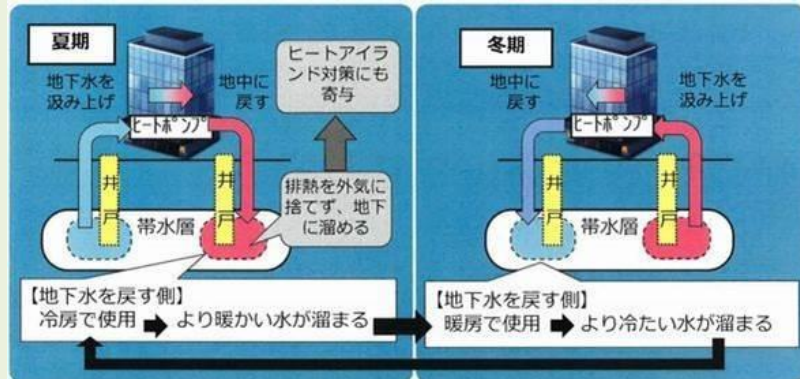 夏期
地下水を
汲み上げ
地中に
戻す
ヒートアイラ
ンド対策にも
寄与
ヒートポンプ
井戸
井戸
帯水層
排熱を外気に
捨てず、地下
に溜める
【地下水を戻す側】
冷房で使用 ➡ より暖かい水が溜まる
冬期
地中に
戻す
地下水を
汲み上げ
ヒートポンプ
井戸
井戸
帯水層
【地下水を戻す側】
暖房で使用 ➡ より冷たい水が溜まる